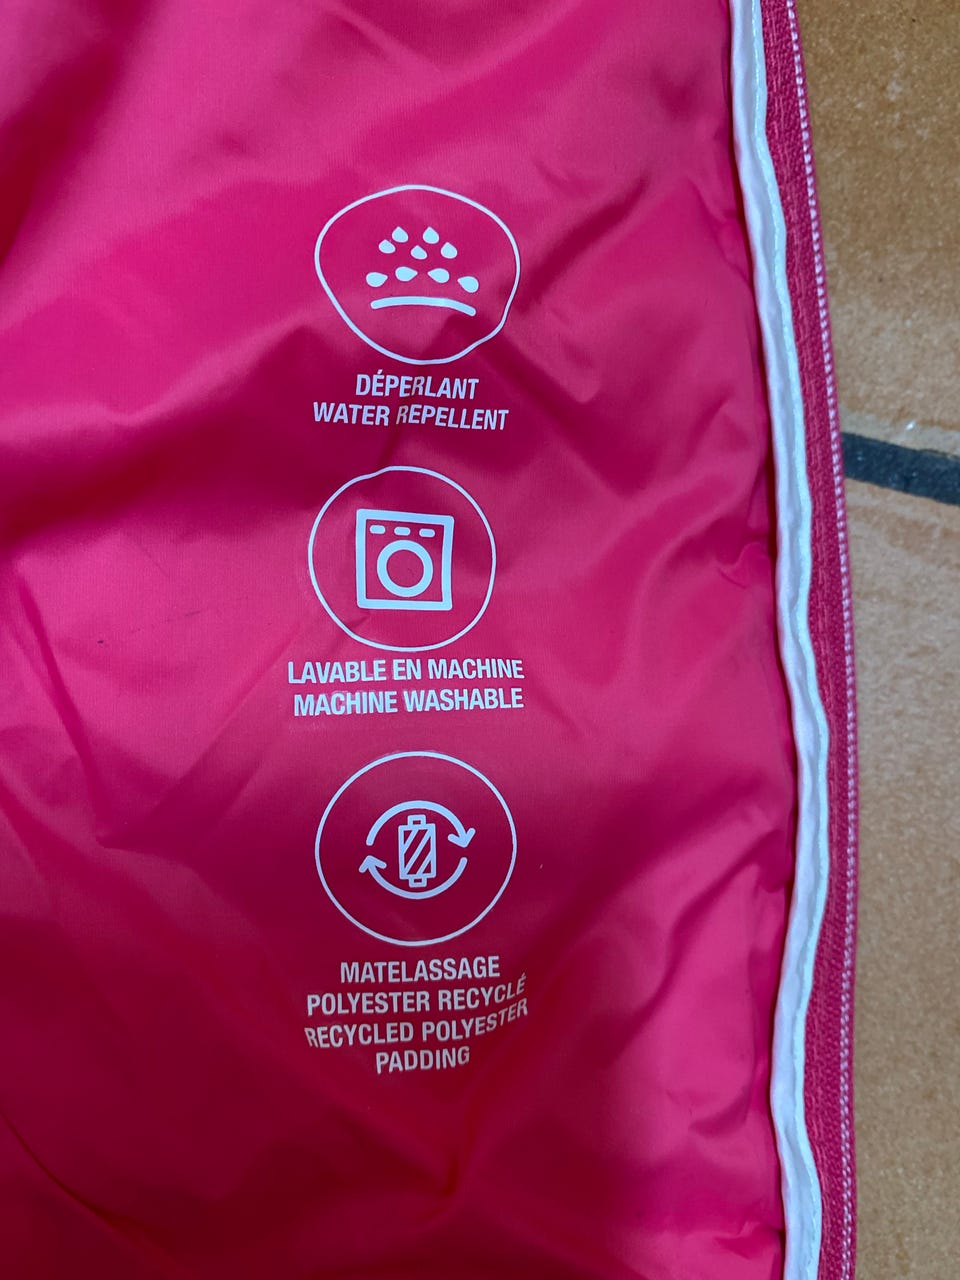 DÉPERLANT
WATER REPELLENT
LAVABLE EN MACHINE
MACHINE WASHABLE
MATELASSAGE
POLYESTER RECYCLÉ
RECYCLED POLYESTER
PADDING